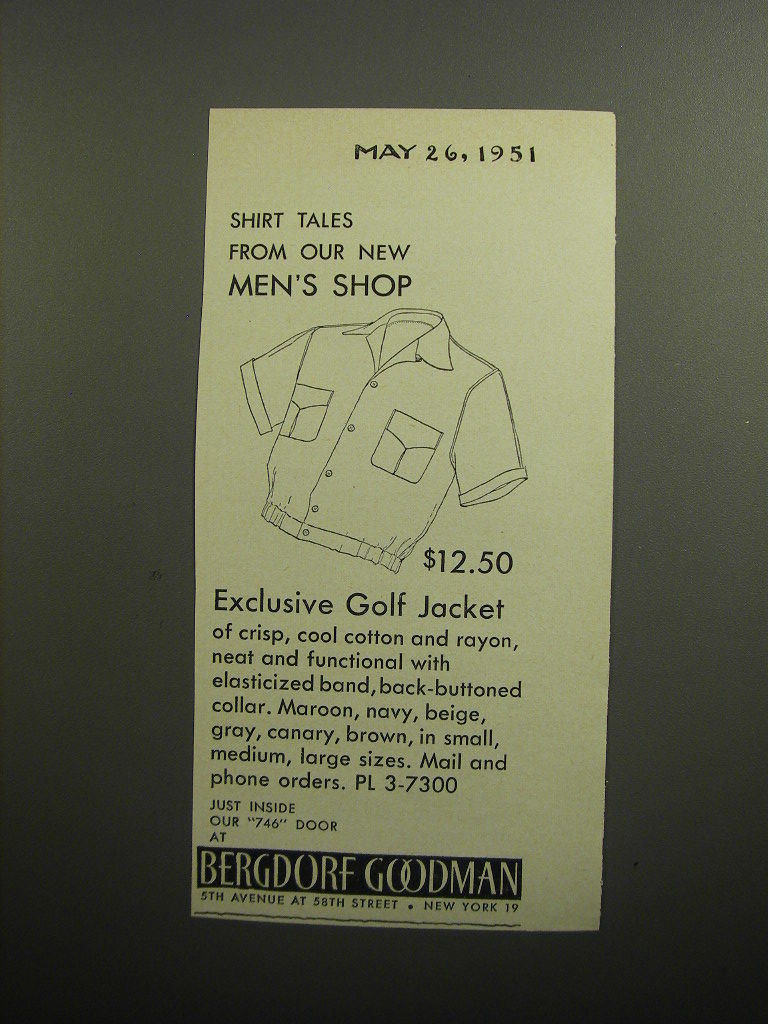 MAY 26, 1951
SHIRT TALES
FROM OUR NEW
MEN'S SHOP
$12.50
Exclusive Golf Jacket
of crisp, cool cotton and rayon,
neat and functional with
elasticized band, back-buttoned
collar. Maroon, navy, beige,
gray, canary, brown, in small,
medium, large sizes. Mail and
phone orders. PL 3-7300
JUST INSIDE
OUR "746" DOOR
AT
BERGDORF GOODMAN
5TH AVENUE AT 58TH STREET • NEW YORK 19